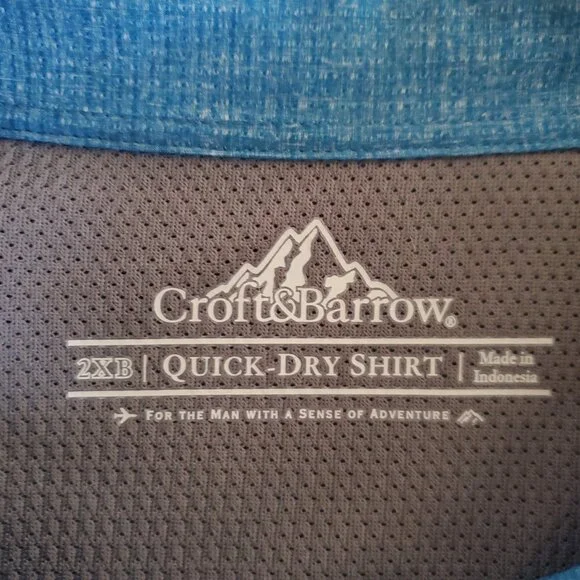 Croft&Barrow®
2XB | QUICK-DRY SHIRT | Made in
Indonesia
FOR THE MAN WITH A SENSE OF ADVENTURE